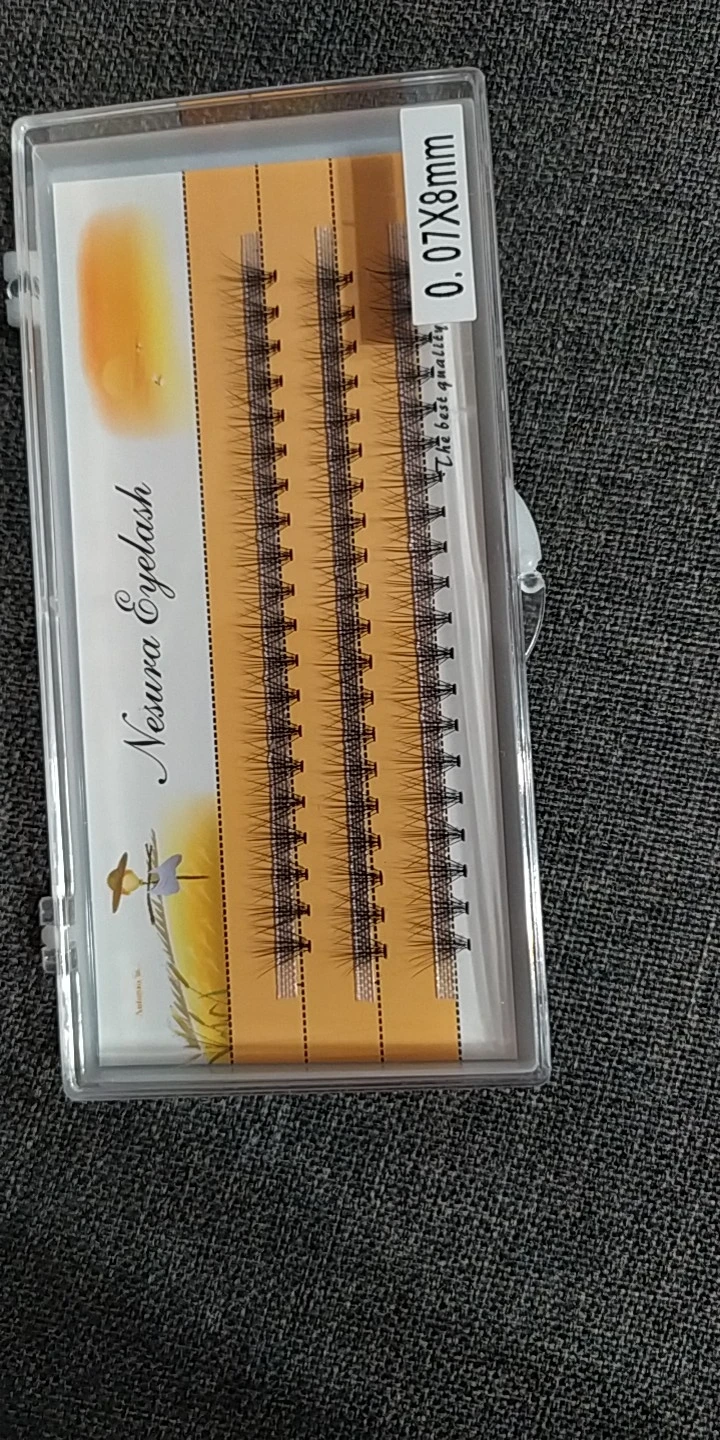 Nesura Eyelash
0.07X8mm
The best quality